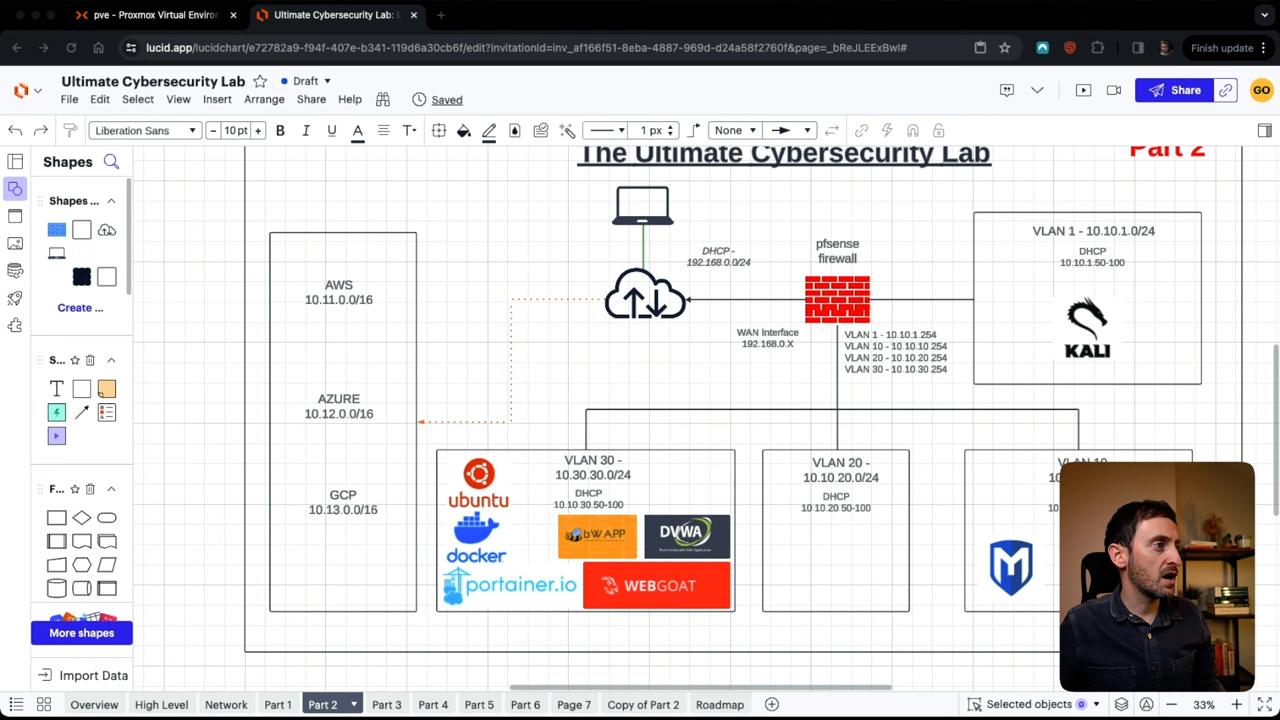 pve - Proxmox Virtual Environ
Ultimate Cybersecurity Lab:
lucid.app/lucidchart/e72782a9-f94f-407e-b341-119d6a30cb6f/edit?invitationId=inv_af166f51-8eba-4887-969d-d24a58f2760f&page=_bReJLEExBwI#
Finish update
Ultimate Cybersecurity Lab
Draft
File Edit Select View Insert Arrange Share Help
Saved
Share
GO
Liberation Sans
10 pt
1 px
None
Shapes
Shapes ...
Create ...
S...
F...
More shapes
Import Data
The Ultimate Cybersecurity Lab
Part 2
AWS
10.11.0.0/16
AZURE
10.12.0.0/16
GCP
10.13.0.0/16
DHCP -
192.168.0.0/24
pfsense
firewall
WAN Interface
192.168.0.X
VLAN 1 - 10.10.1.254
VLAN 10 - 10.10.10 254
VLAN 20 - 10.10.20 254
VLAN 30 - 10.10.30 254
VLAN 1 - 10.10.1.0/24
DHCP
10.10.1.50-100
KALI
VLAN 30 -
10.30.30.0/24
DHCP
10.10.30.50-100
ubuntu
docker
portainer.io
bWAPP
DVWA
WEBGOAT
VLAN 20 -
10.10.20.0/24
DHCP
10.10.20 50-100
Overview High Level Network Part 1 Part 2 Part 3 Part 4 Part 5 Part 6 Page 7 Copy of Part 2 Roadmap
Selected objects 0
33%